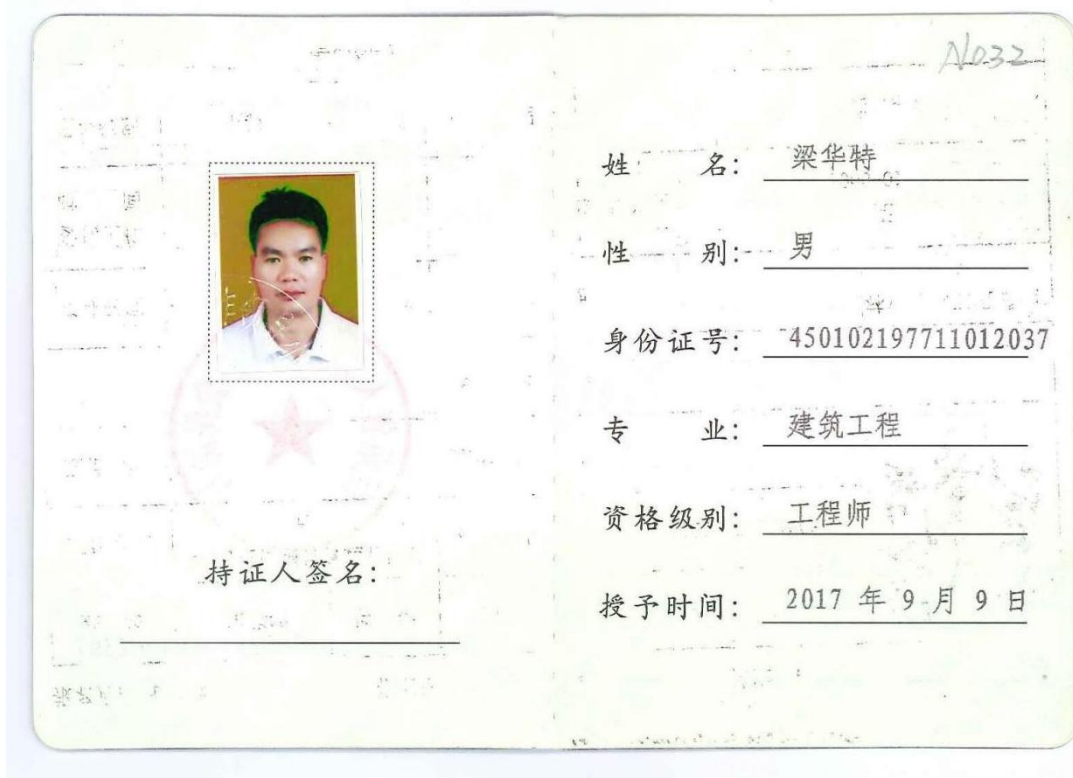 N032
姓 名: 梁华特
性 别: 男
身份证号: 450102197711012037
专 业: 建筑工程
资格级别: 工程师
授予时间: 2017 年 9 月 9 日
持证人签名: